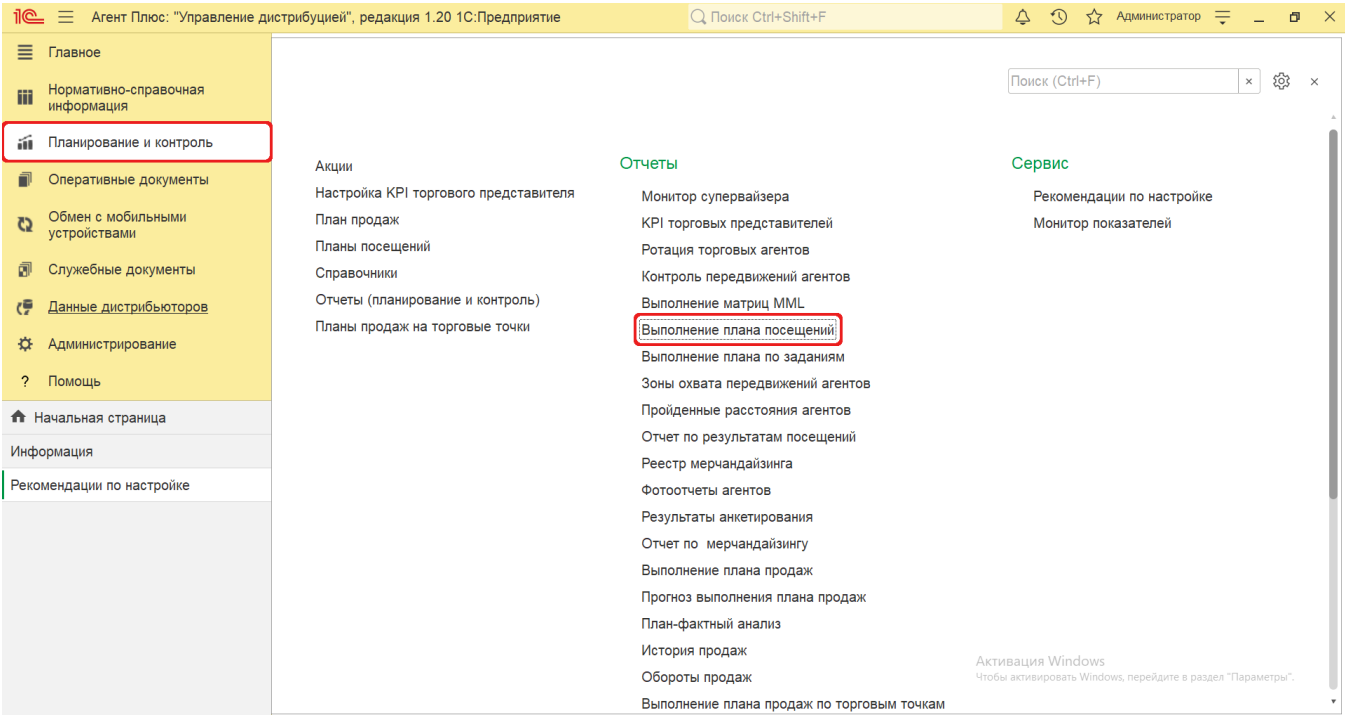 1С Агент Плюс: "Управление дистрибуцией", редакция 1.20 1С:Предприятие
Поиск Ctrl+Shift+F
Администратор
Главное
Нормативно-справочная
информация
Планирование и контроль
Оперативные документы
Обмен с мобильными
устройствами
Служебные документы
Данные дистрибьюторов
Администрирование
? Помощь
Начальная страница
Информация
Рекомендации по настройке
Поиск (Ctrl+F)
Акции
Настройка KPI торгового представителя
План продаж
Планы посещений
Справочники
Отчеты (планирование и контроль)
Планы продаж на торговые точки
Отчеты
Монитор супервайзера
KPI торговых представителей
Ротация торговых агентов
Контроль передвижений агентов
Выполнение матриц MML
Выполнение плана посещений
Выполнение плана по заданиям
Зоны охвата передвижений агентов
Пройденные расстояния агентов
Отчет по результатам посещений
Реестр мерчандайзинга
Фотоотчеты агентов
Результаты анкетирования
Отчет по  мерчандайзингу
Выполнение плана продаж
Прогноз выполнения плана продаж
План-фактный анализ
История продаж
Обороты продаж
Выполнение плана продаж по торговым точкам
Сервис
Рекомендации по настройке
Монитор показателей
Активация Windows
Чтобы активировать Windows, перейдите в раздел "Параметры".